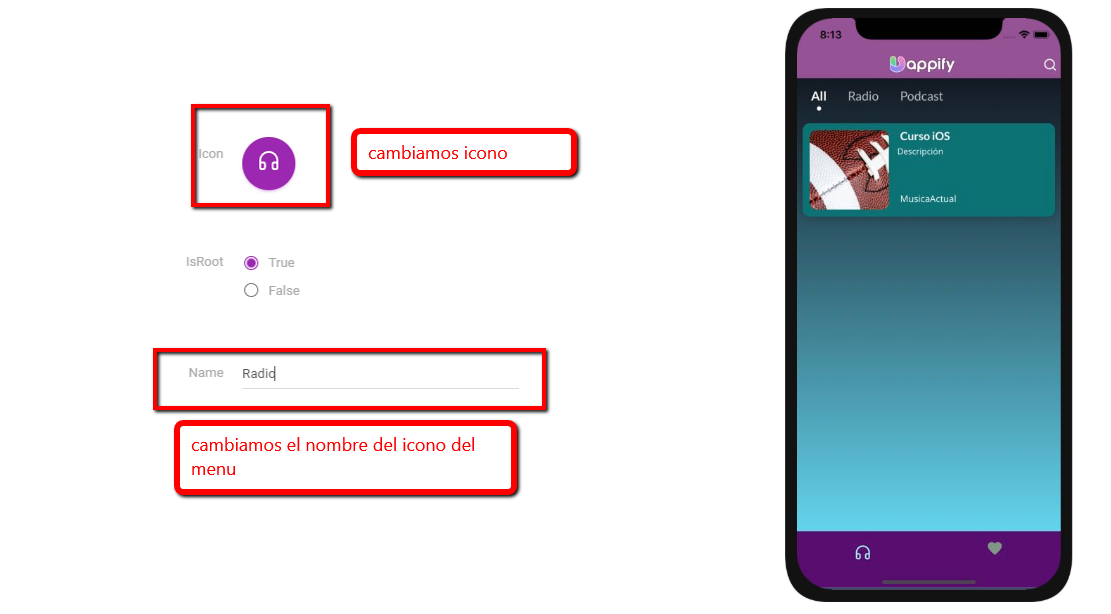 Icon
cambiamos icono
IsRoot
True
False
Name
Radio
cambiamos el nombre del icono del
menu
8:13
appify
All Radio Podcast
Curso iOS
Descripción
MusicaActual